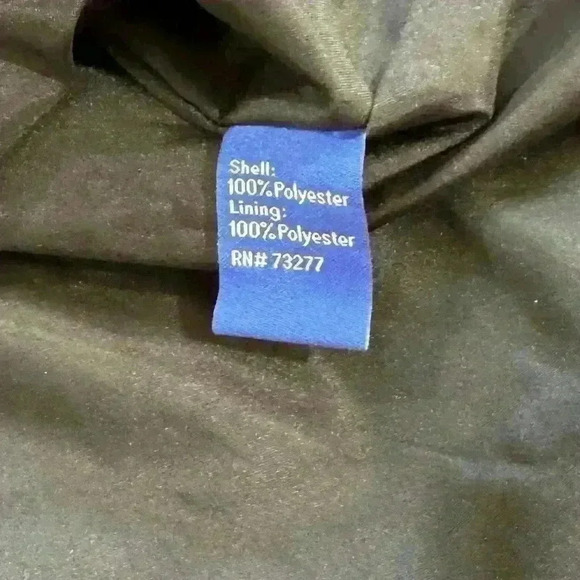 Shell:
100% Polyester
Lining:
100% Polyester
RN# 73277